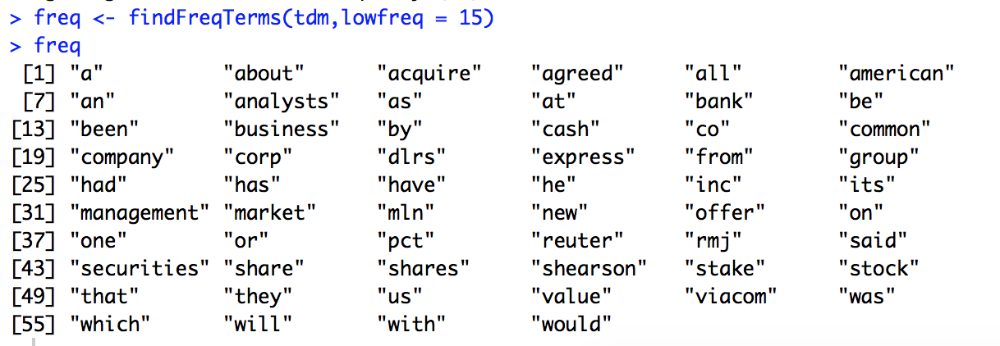 > freq <- findFreqTerms(tdm,lowfreq = 15)
> freq
[1] "a" "about" "acquire" "agreed" "all" "american"
[7] "an" "analysts" "as" "at" "bank" "be"
[13] "been" "business" "by" "cash" "co" "common"
[19] "company" "corp" "dlrs" "express" "from" "group"
[25] "had" "has" "have" "he" "inc" "its"
[31] "management" "market" "mln" "new" "offer" "on"
[37] "one" "or" "pct" "reuter" "rmj" "said"
[43] "securities" "share" "shares" "shearson" "stake" "stock"
[49] "that" "they" "us" "value" "viacom" "was"
[55] "which" "will" "with" "would"